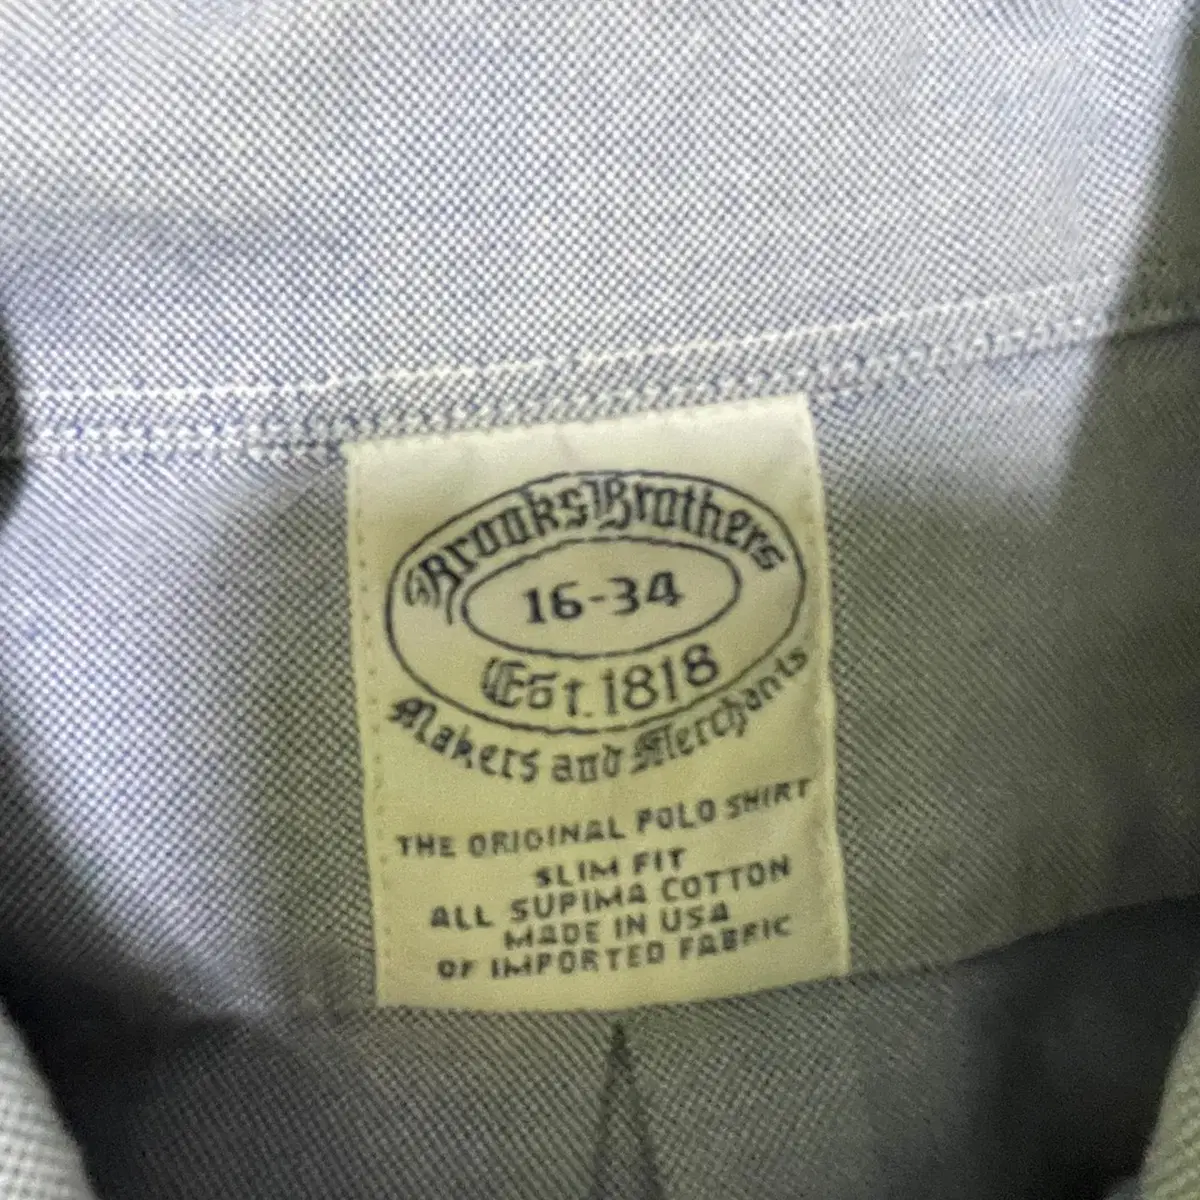 Brooks Brothers
16-34
Est. 1818
Makers and Merchants
THE ORIGINAL POLO SHIRT
SLIM FIT
ALL SUPIMA COTTON
MADE IN USA
OF IMPORTED FABRIC